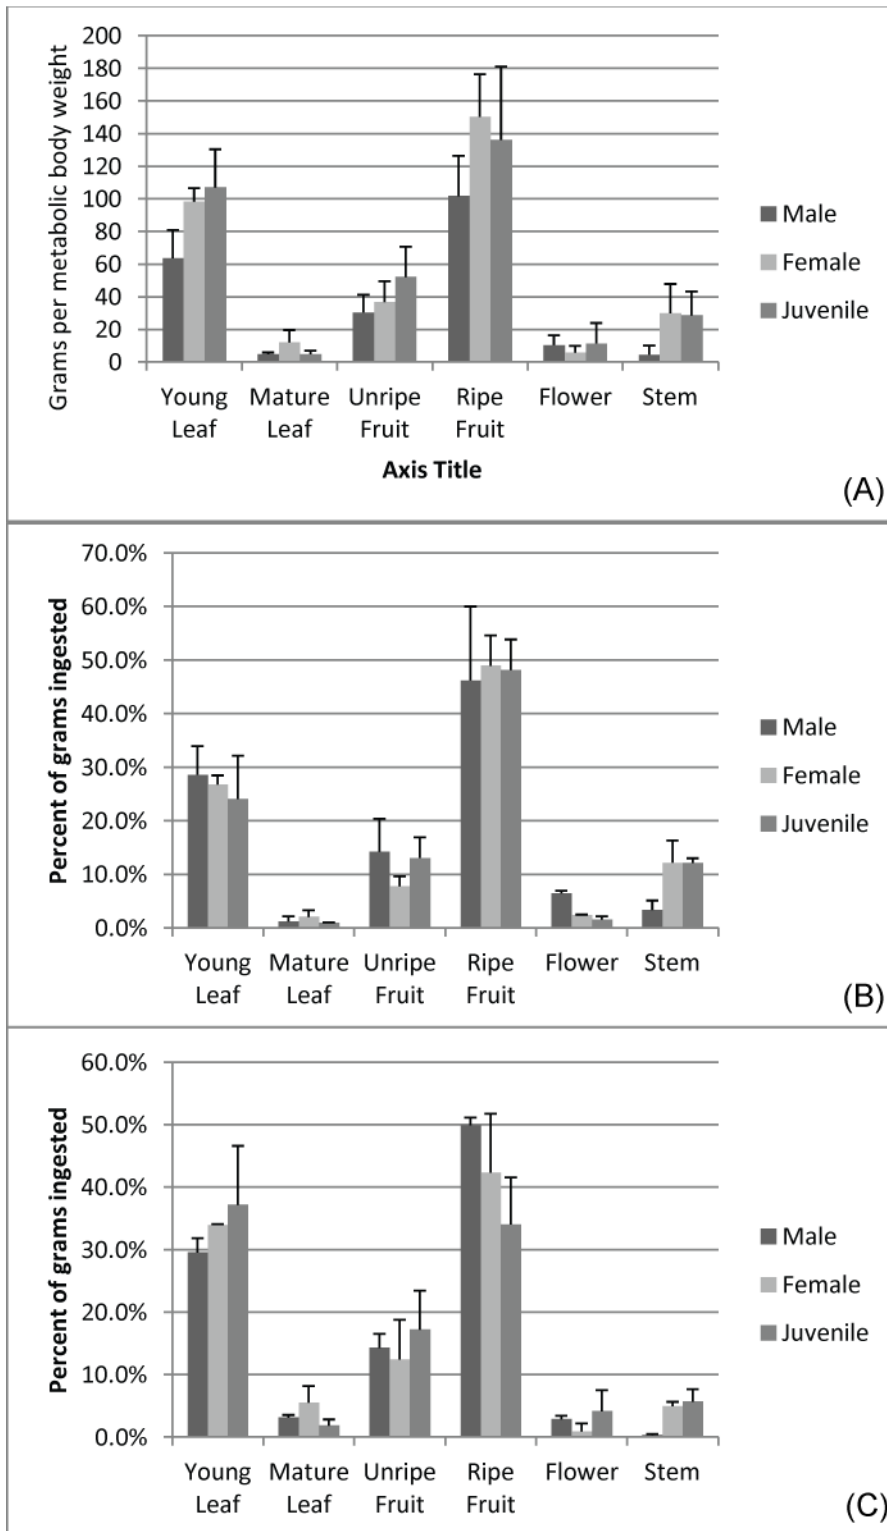 Grams per metabolic body weight
200
180
160
140
120
100
80
60
40
20
0
Young Leaf
Mature Leaf
Unripe Fruit
Ripe Fruit
Flower
Stem
Axis Title
Male
Female
Juvenile
(A)
Percent of grams ingested
70.0%
60.0%
50.0%
40.0%
30.0%
20.0%
10.0%
0.0%
Young Leaf
Mature Leaf
Unripe Fruit
Ripe Fruit
Flower
Stem
Male
Female
Juvenile
(B)
Percent of grams ingested
60.0%
50.0%
40.0%
30.0%
20.0%
10.0%
0.0%
Young Leaf
Mature Leaf
Unripe Fruit
Ripe Fruit
Flower
Stem
Male
Female
Juvenile
(C)